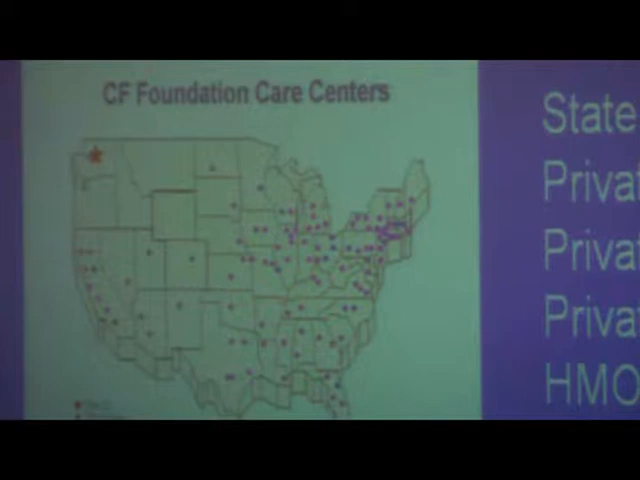 CF Foundation Care Centers
State
Privat
Privat
Privat
HMO